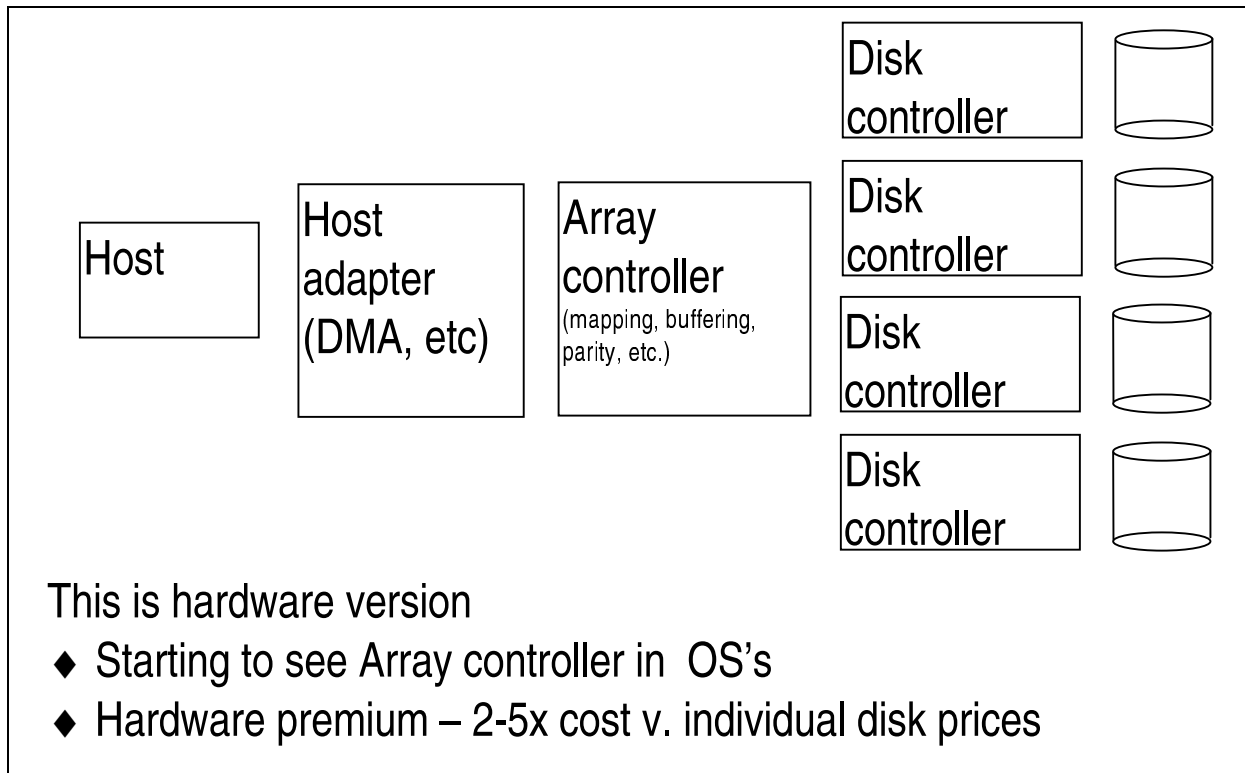 Host
Host
adapter
(DMA, etc)
Array
controller
(mapping, buffering,
parity, etc.)
Disk
controller
Disk
controller
Disk
controller
Disk
controller
This is hardware version
♦ Starting to see Array controller in OS's
♦ Hardware premium – 2-5x cost v. individual disk prices